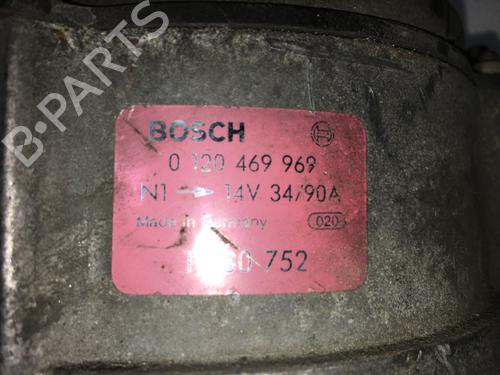 B-PARTS
BOSCH
0 120 469 969
N1 → 14V 34/90A
Made in Germany 020
752